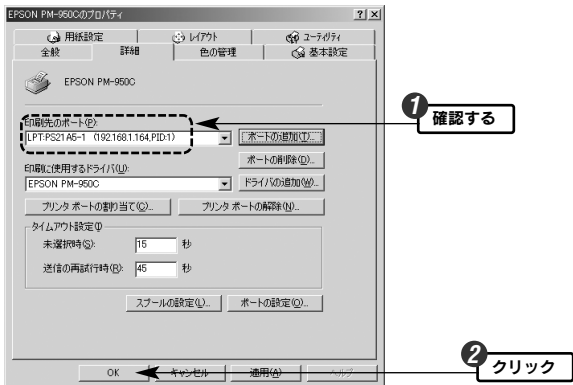 EPSON PM-950Cのプロパティ
用紙設定 レイアウト ユーティリティ
全般 詳細 色の管理 基本設定
EPSON PM-950C
印刷先のポート(P):
LPT:PS21A6-1 (192.168.1.164,PID:1) ポートの追加(T)...
ポートの削除(D)...
印刷に使用するドライバ(U):
EPSON PM-950C ドライバの追加(W)...
プリンタ ポートの割り当て(C)... プリンタ ポートの解除(N)...
タイムアウト設定
未選択時(S): 15 秒
送信の再試行時(R): 45 秒
スプールの設定(L)... ポートの設定(O)...
OK キャンセル 適用(A) ヘルプ
1 確認する
2 クリック